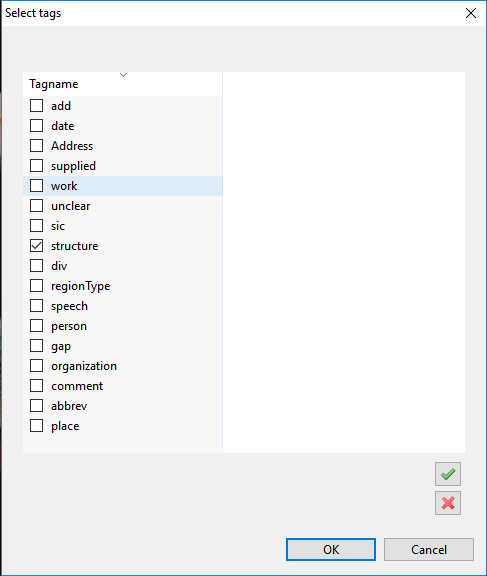 Select tags
Tagname
add
date
Address
supplied
work
unclear
sic
structure
div
regionType
speech
person
gap
organization
comment
abbrev
place
OK
Cancel